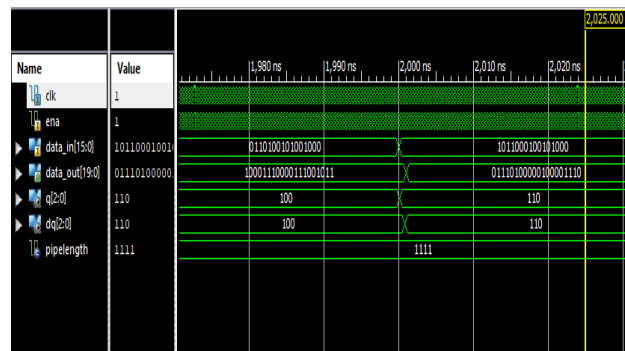 2,025.000
Name Value 1,980 ns 1,990 ns 2,000 ns 2,010 ns 2,020 ns
clk 1
ena 1
data_in[15:0] 101100010010 0110100101001000 1011000100101000
data_out[19:0] 01110100000 10001110000111001011 01110100000100001110
q[2:0] 110 100 110
dq[2:0] 110 100 110
pipelength 1111 1111